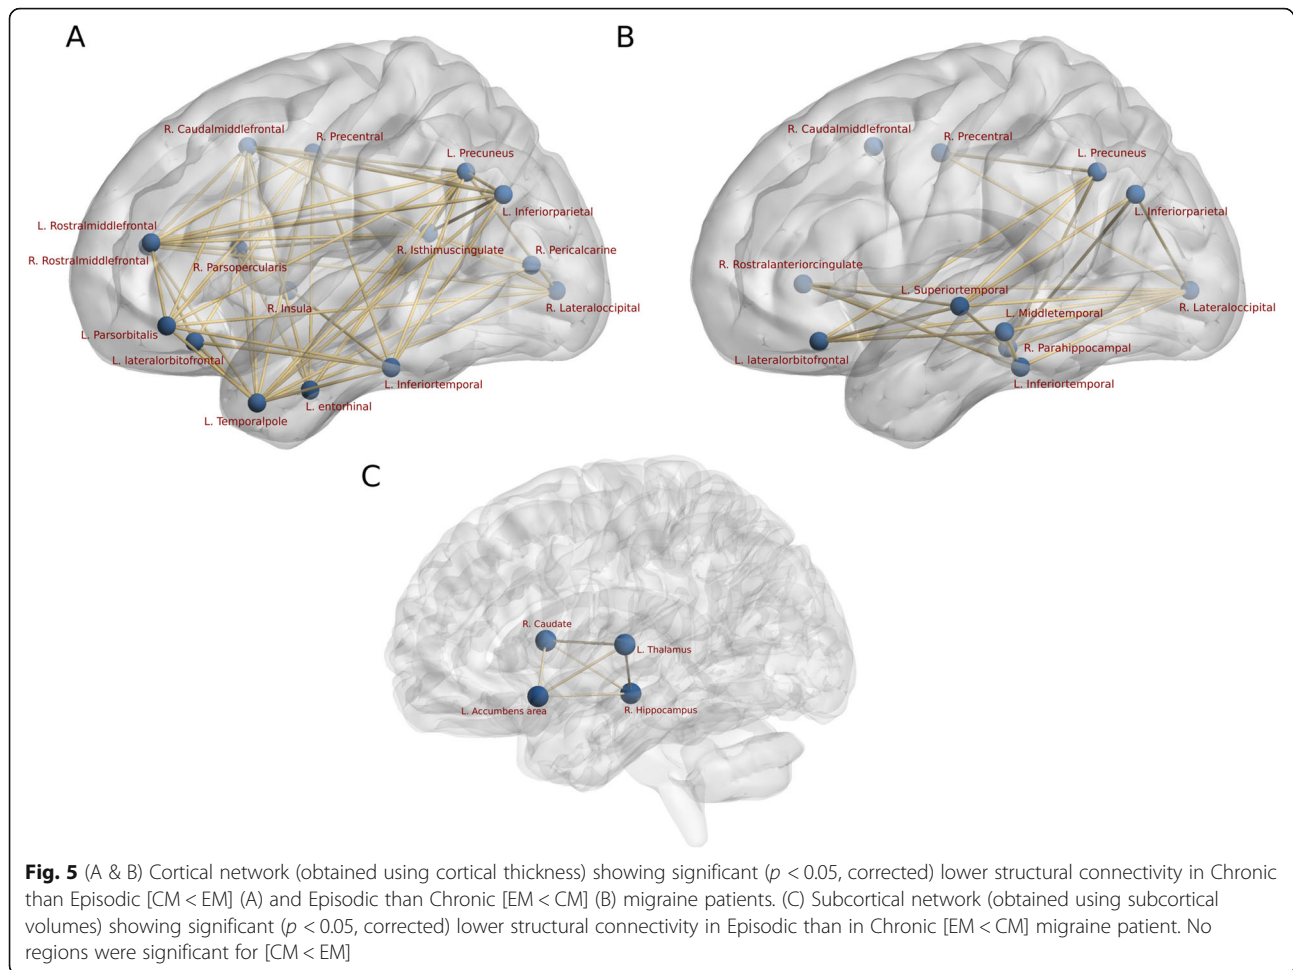 A
R. Caudalmiddlefrontal
R. Precentral
L. Precuneus
L. Inferiorparietal
L. Rostralmiddlefrontal
R. Rostralmiddlefrontal
R. Parsopercularis
R. Isthimuscingulate
R. Pericalcarine
R. Insula
R. Lateraloccipital
L. Parsorbitalis
L. lateralorbitofrontal
L. Inferiortemporal
L. entorhinal
L. Temporalpole
B
R. Caudalmiddlefrontal
R. Precentral
L. Precuneus
L. Inferiorparietal
R. Rostralanteriorcingulate
L. Superiortemporal
L. Middletemporal
R. Lateraloccipital
R. Parahippocampal
L. lateralorbitofrontal
L. Inferiortemporal
C
R. Caudate
L. Thalamus
L. Accumbens area
R. Hippocampus
Fig. 5 (A & B) Cortical network (obtained using cortical thickness) showing significant (p < 0.05, corrected) lower structural connectivity in Chronic
than Episodic [CM < EM] (A) and Episodic than Chronic [EM < CM] (B) migraine patients. (C) Subcortical network (obtained using subcortical
volumes) showing significant (p < 0.05, corrected) lower structural connectivity in Episodic than in Chronic [EM < CM] migraine patient. No
regions were significant for [CM < EM]